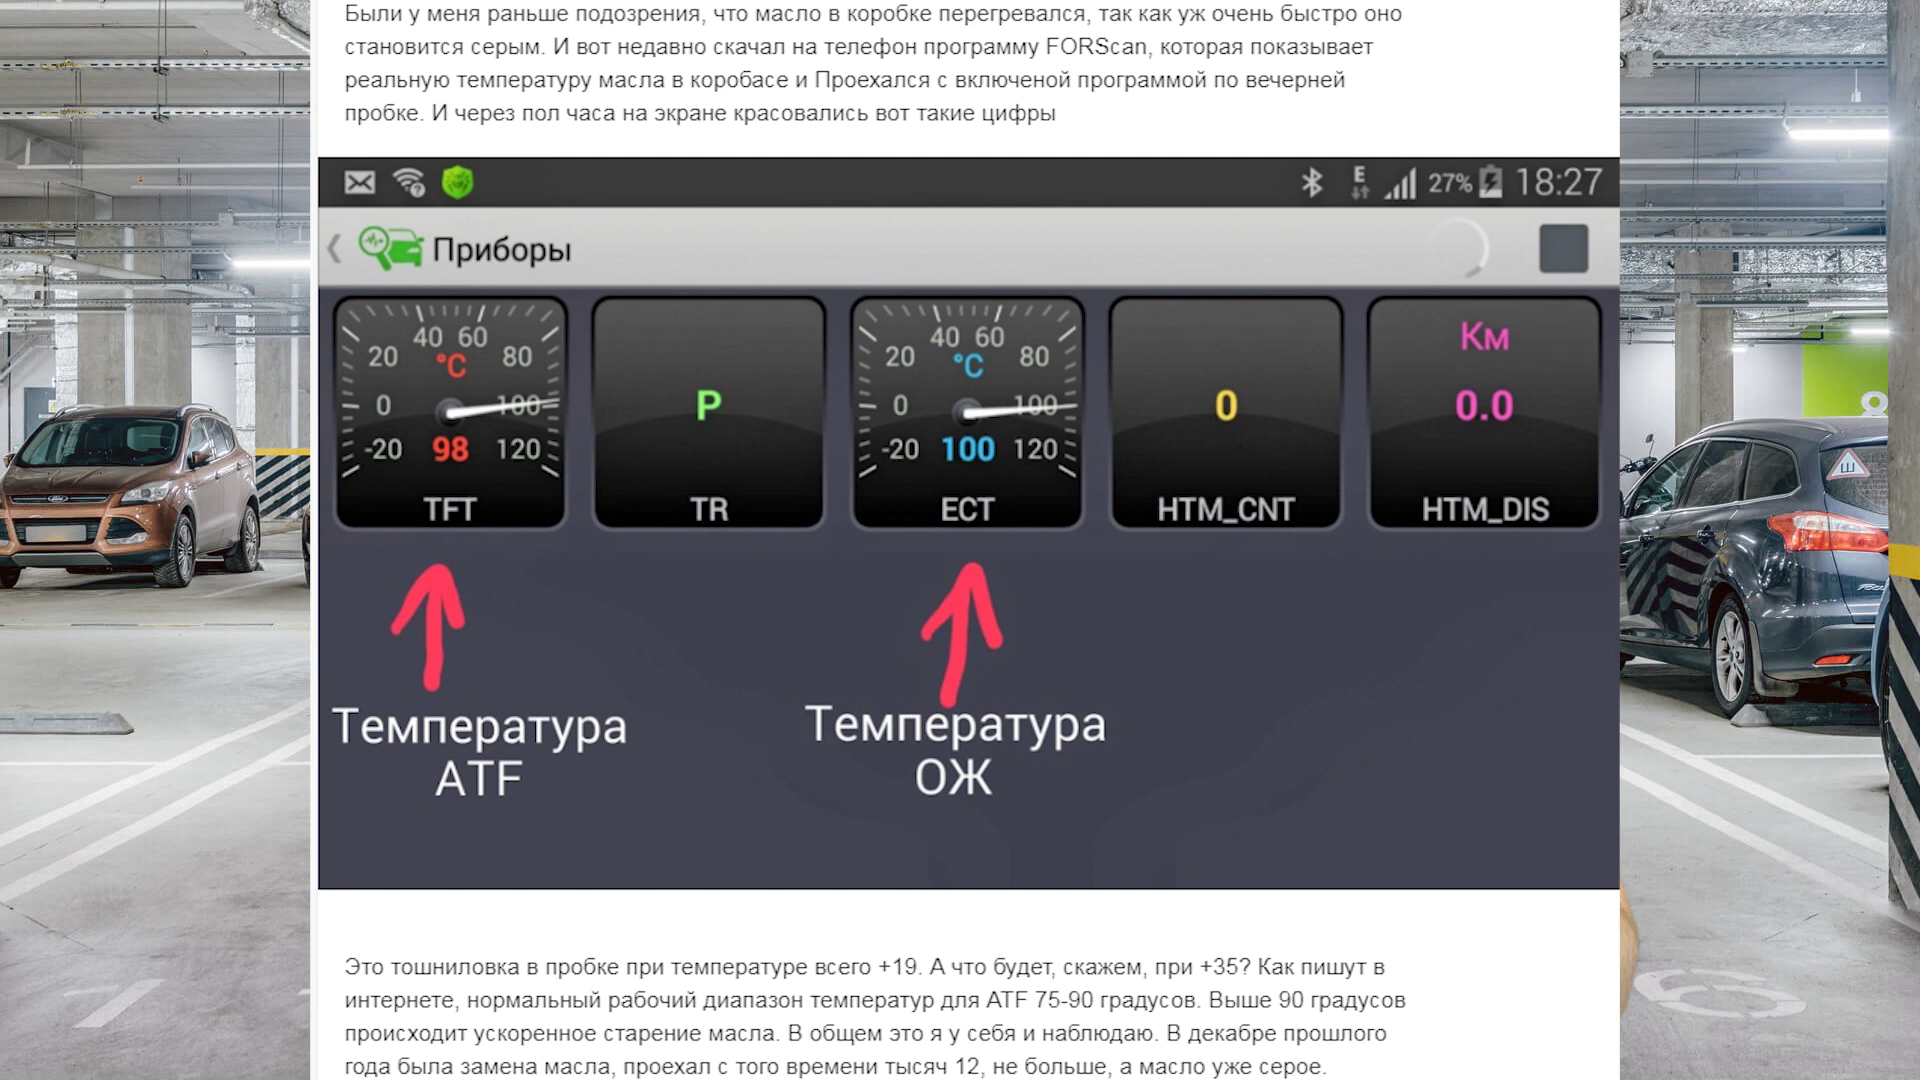 Были у меня раньше подозрения, что масло в коробке перегревался, так как уж очень быстро оно
становится серым. И вот недавно скачал на телефон программу FORScan, которая показывает
реальную температуру масла в коробасе и Проехался с включеной программой по вечерней
пробке. И через пол часа на экране красовались вот такие цифры
E 27% 18:27
Приборы
-20 0 20 40 60 80 100 120
°C
98
TFT
P
TR
-20 0 20 40 60 80 100 120
°C
100
ECT
0
HTM_CNT
Км
0.0
HTM_DIS
Температура
ATF
Температура
ОЖ
Ш
Это тошниловка в пробке при температуре всего +19. А что будет, скажем, при +35? Как пишут в
интернете, нормальный рабочий диапазон температур для ATF 75-90 градусов. Выше 90 градусов
происходит ускоренное старение масла. В общем это я у себя и наблюдаю. В декабре прошлого
года была замена масла, проехал с того времени тысяч 12, не больше, а масло уже серое.